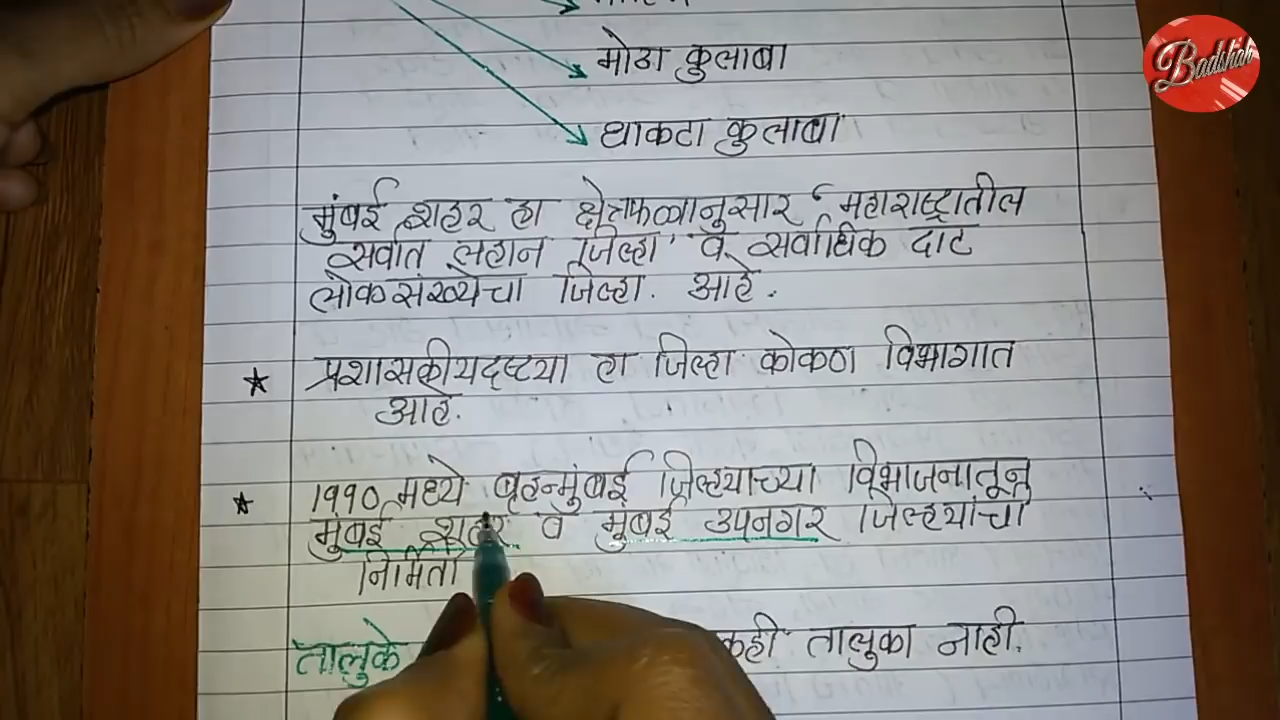 मोठा कुलाबा
धाकटा कुलाबा
मुंबई शहर हा क्षेत्रफळानुसार 'महाराष्ट्रातील
सर्वात लहान जिल्हा' व सर्वाधिक दाट
लोकसंख्येचा जिल्हा. आहे.
★ प्रशासकीयदृष्ट्या हा जिल्हा कोकण विभागात
आहे.
★ १९९० मध्ये बृहन्मुंबई जिल्ह्याच्या विभाजनातून
मुंबई शहर व मुंबई उपनगर जिल्ह्यांची
निर्मिती
तालुके तालुका नाही.
Badshah